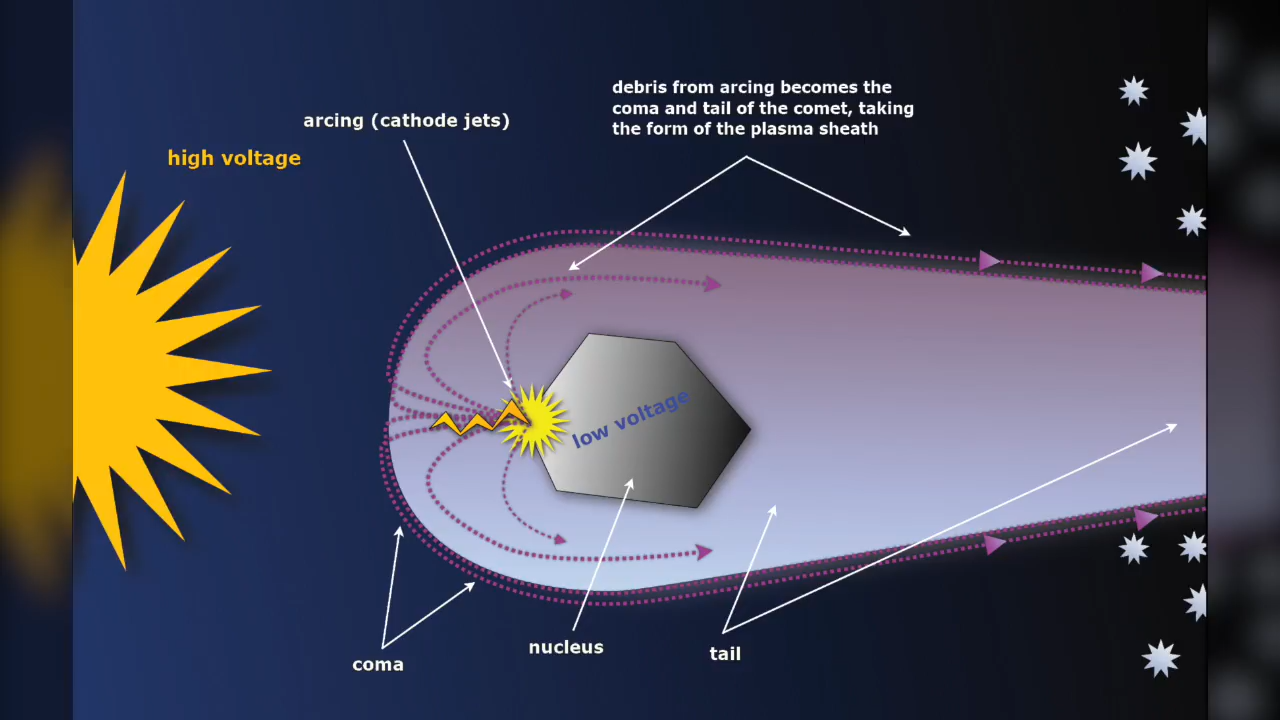 debris from arcing becomes the
coma and tail of the comet, taking
the form of the plasma sheath
arcing (cathode jets)
high voltage
low voltage
nucleus
tail
coma